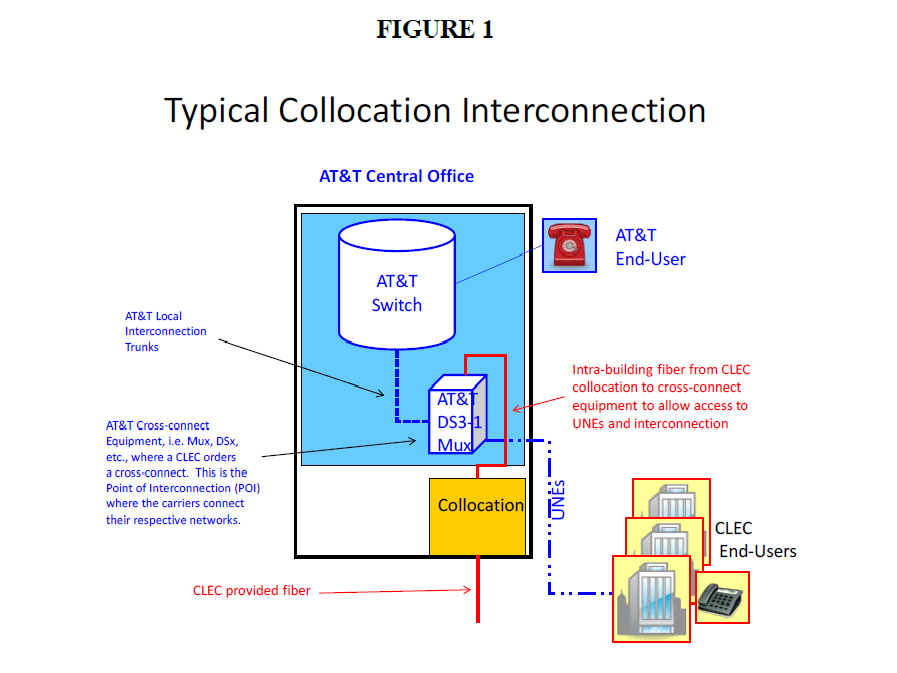 FIGURE 1
Typical Collocation Interconnection
AT&T Central Office
AT&T
Switch
AT&T
End-User
AT&T Local
Interconnection
Trunks
AT&T
DS3-1
Mux
Intra-building fiber from CLEC
collocation to cross-connect
equipment to allow access to
UNEs and interconnection
AT&T Cross-connect
Equipment, i.e. Mux, DSx,
etc., where a CLEC orders
a cross-connect.  This is the
Point of Interconnection (POI)
where the carriers connect
their respective networks.
Collocation
UNEs
CLEC
End-Users
CLEC provided fiber